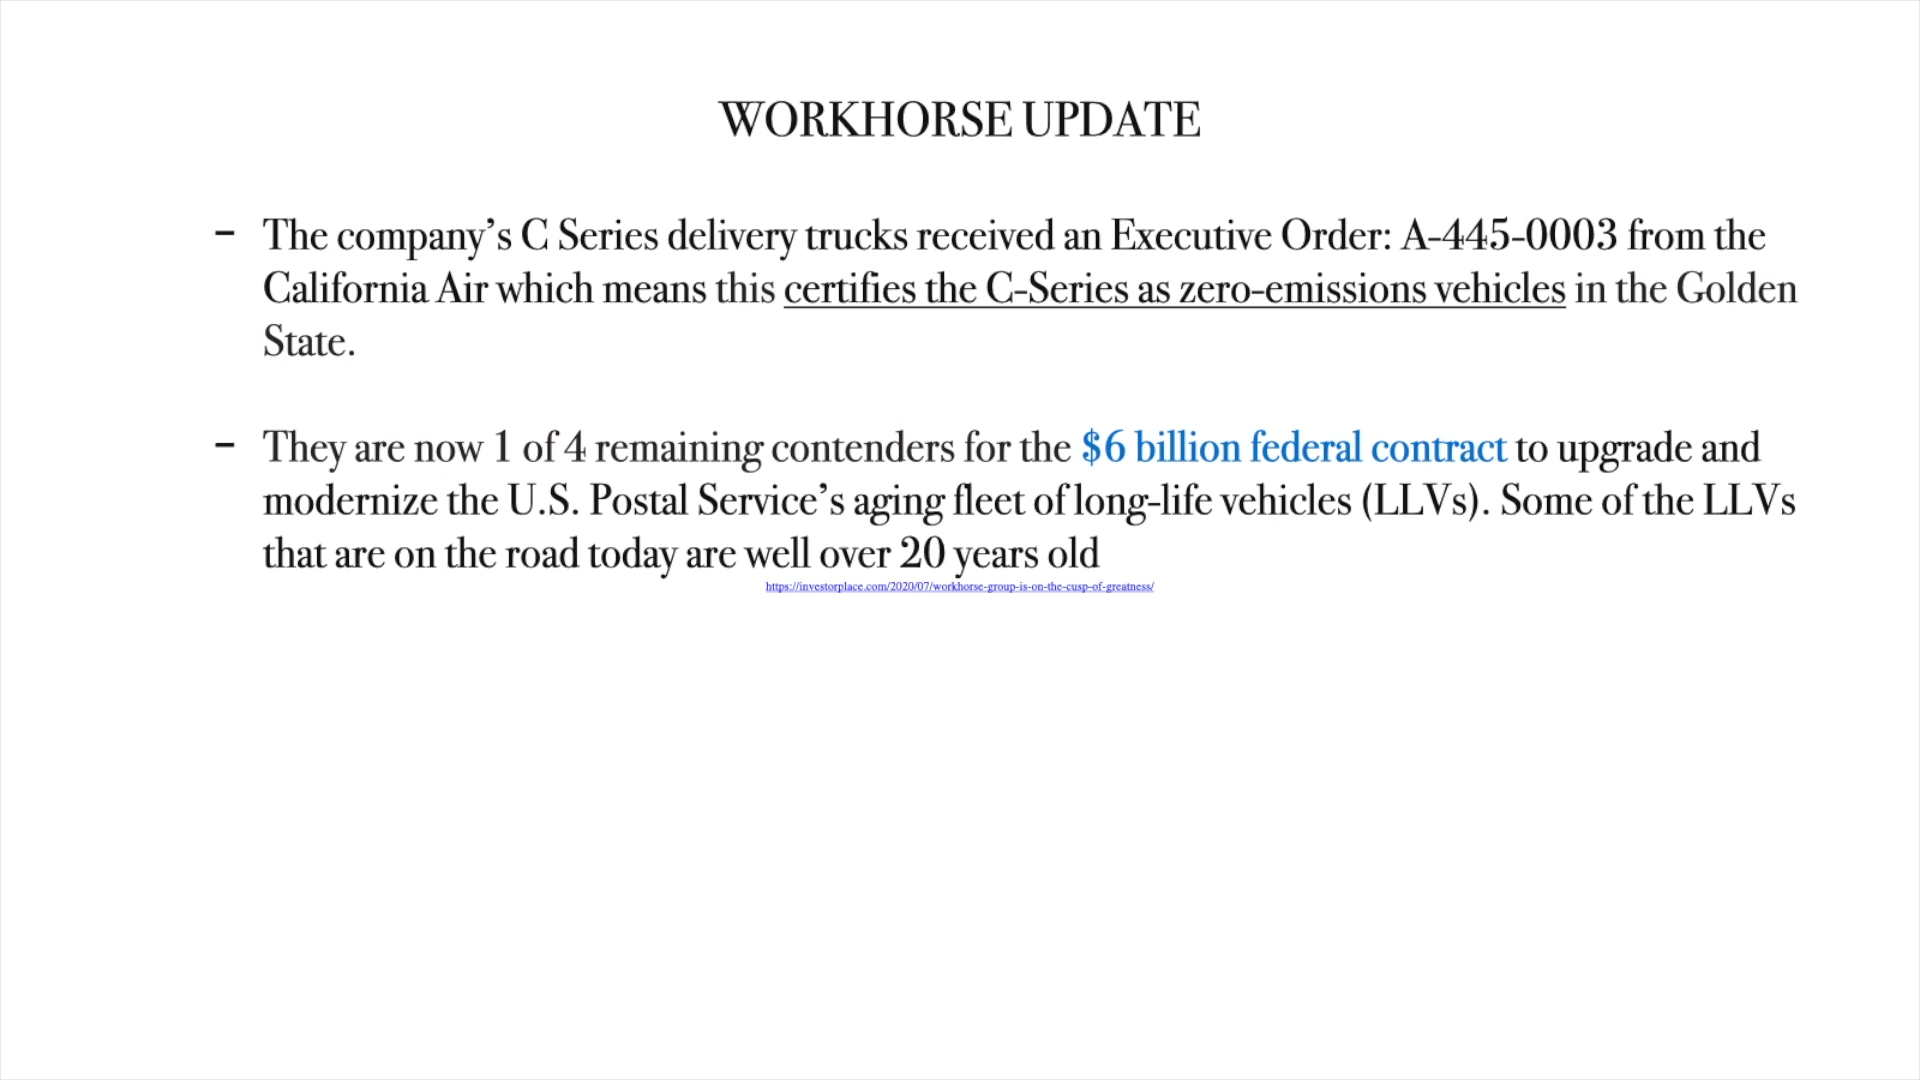 WORKHORSE UPDATE
- The company’s C Series delivery trucks received an Executive Order: A-445-0003 from the
California Air which means this certifies the C-Series as zero-emissions vehicles in the Golden
State.
- They are now 1 of 4 remaining contenders for the $6 billion federal contract to upgrade and
modernize the U.S. Postal Service’s aging fleet of long-life vehicles (LLVs). Some of the LLVs
that are on the road today are well over 20 years old
https://investorplace.com/2020/07/workhorse-group-is-on-the-cusp-of-greatness/